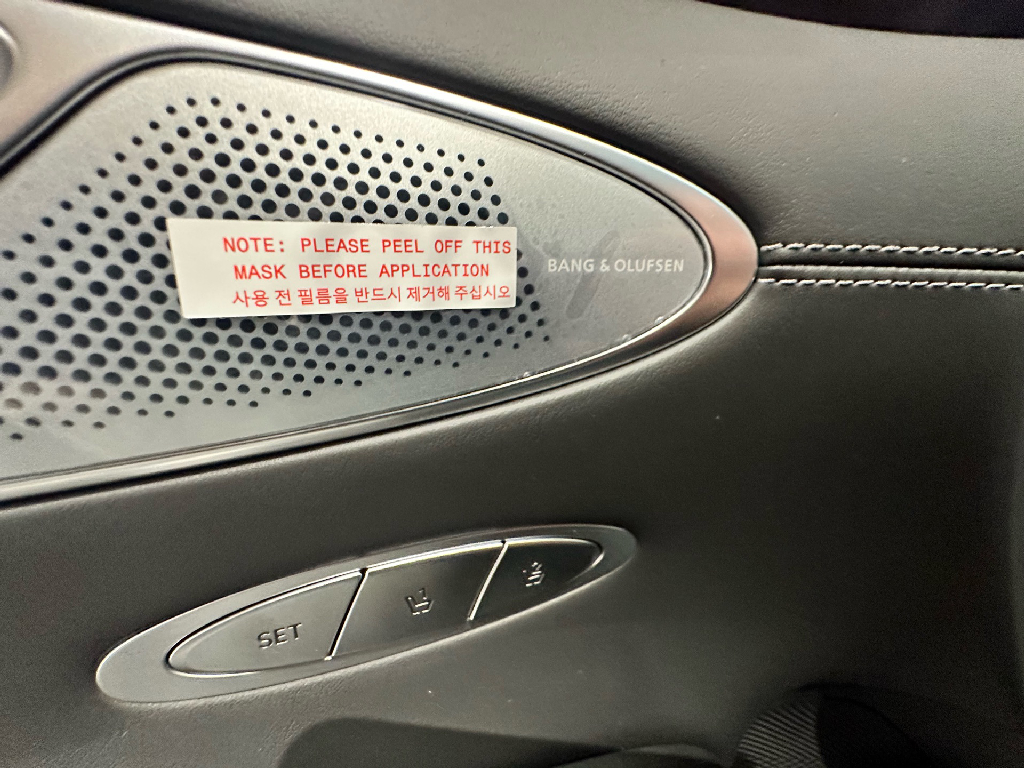 NOTE: PLEASE PEEL OFF THIS
MASK BEFORE APPLICATION
사용 전 필름을 반드시 제거해 주십시오
BANG & OLUFSEN
SET